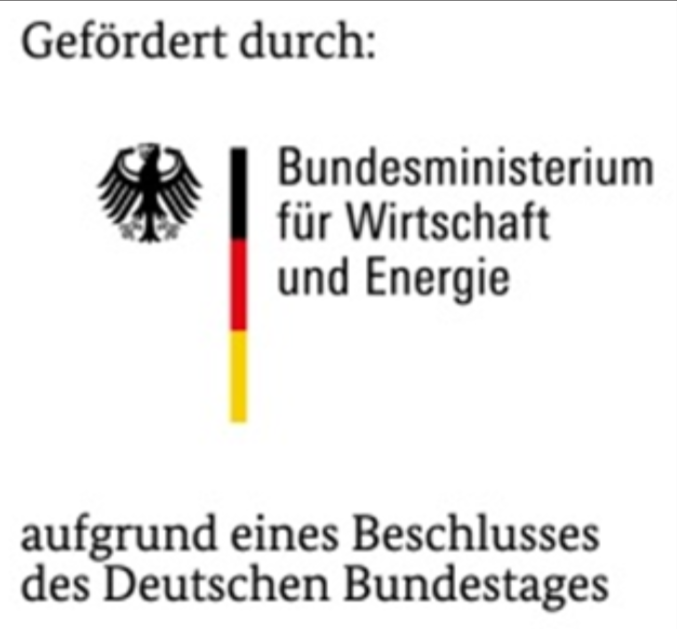 Gefördert durch:
Bundesministerium
für Wirtschaft
und Energie
aufgrund eines Beschlusses
des Deutschen Bundestages